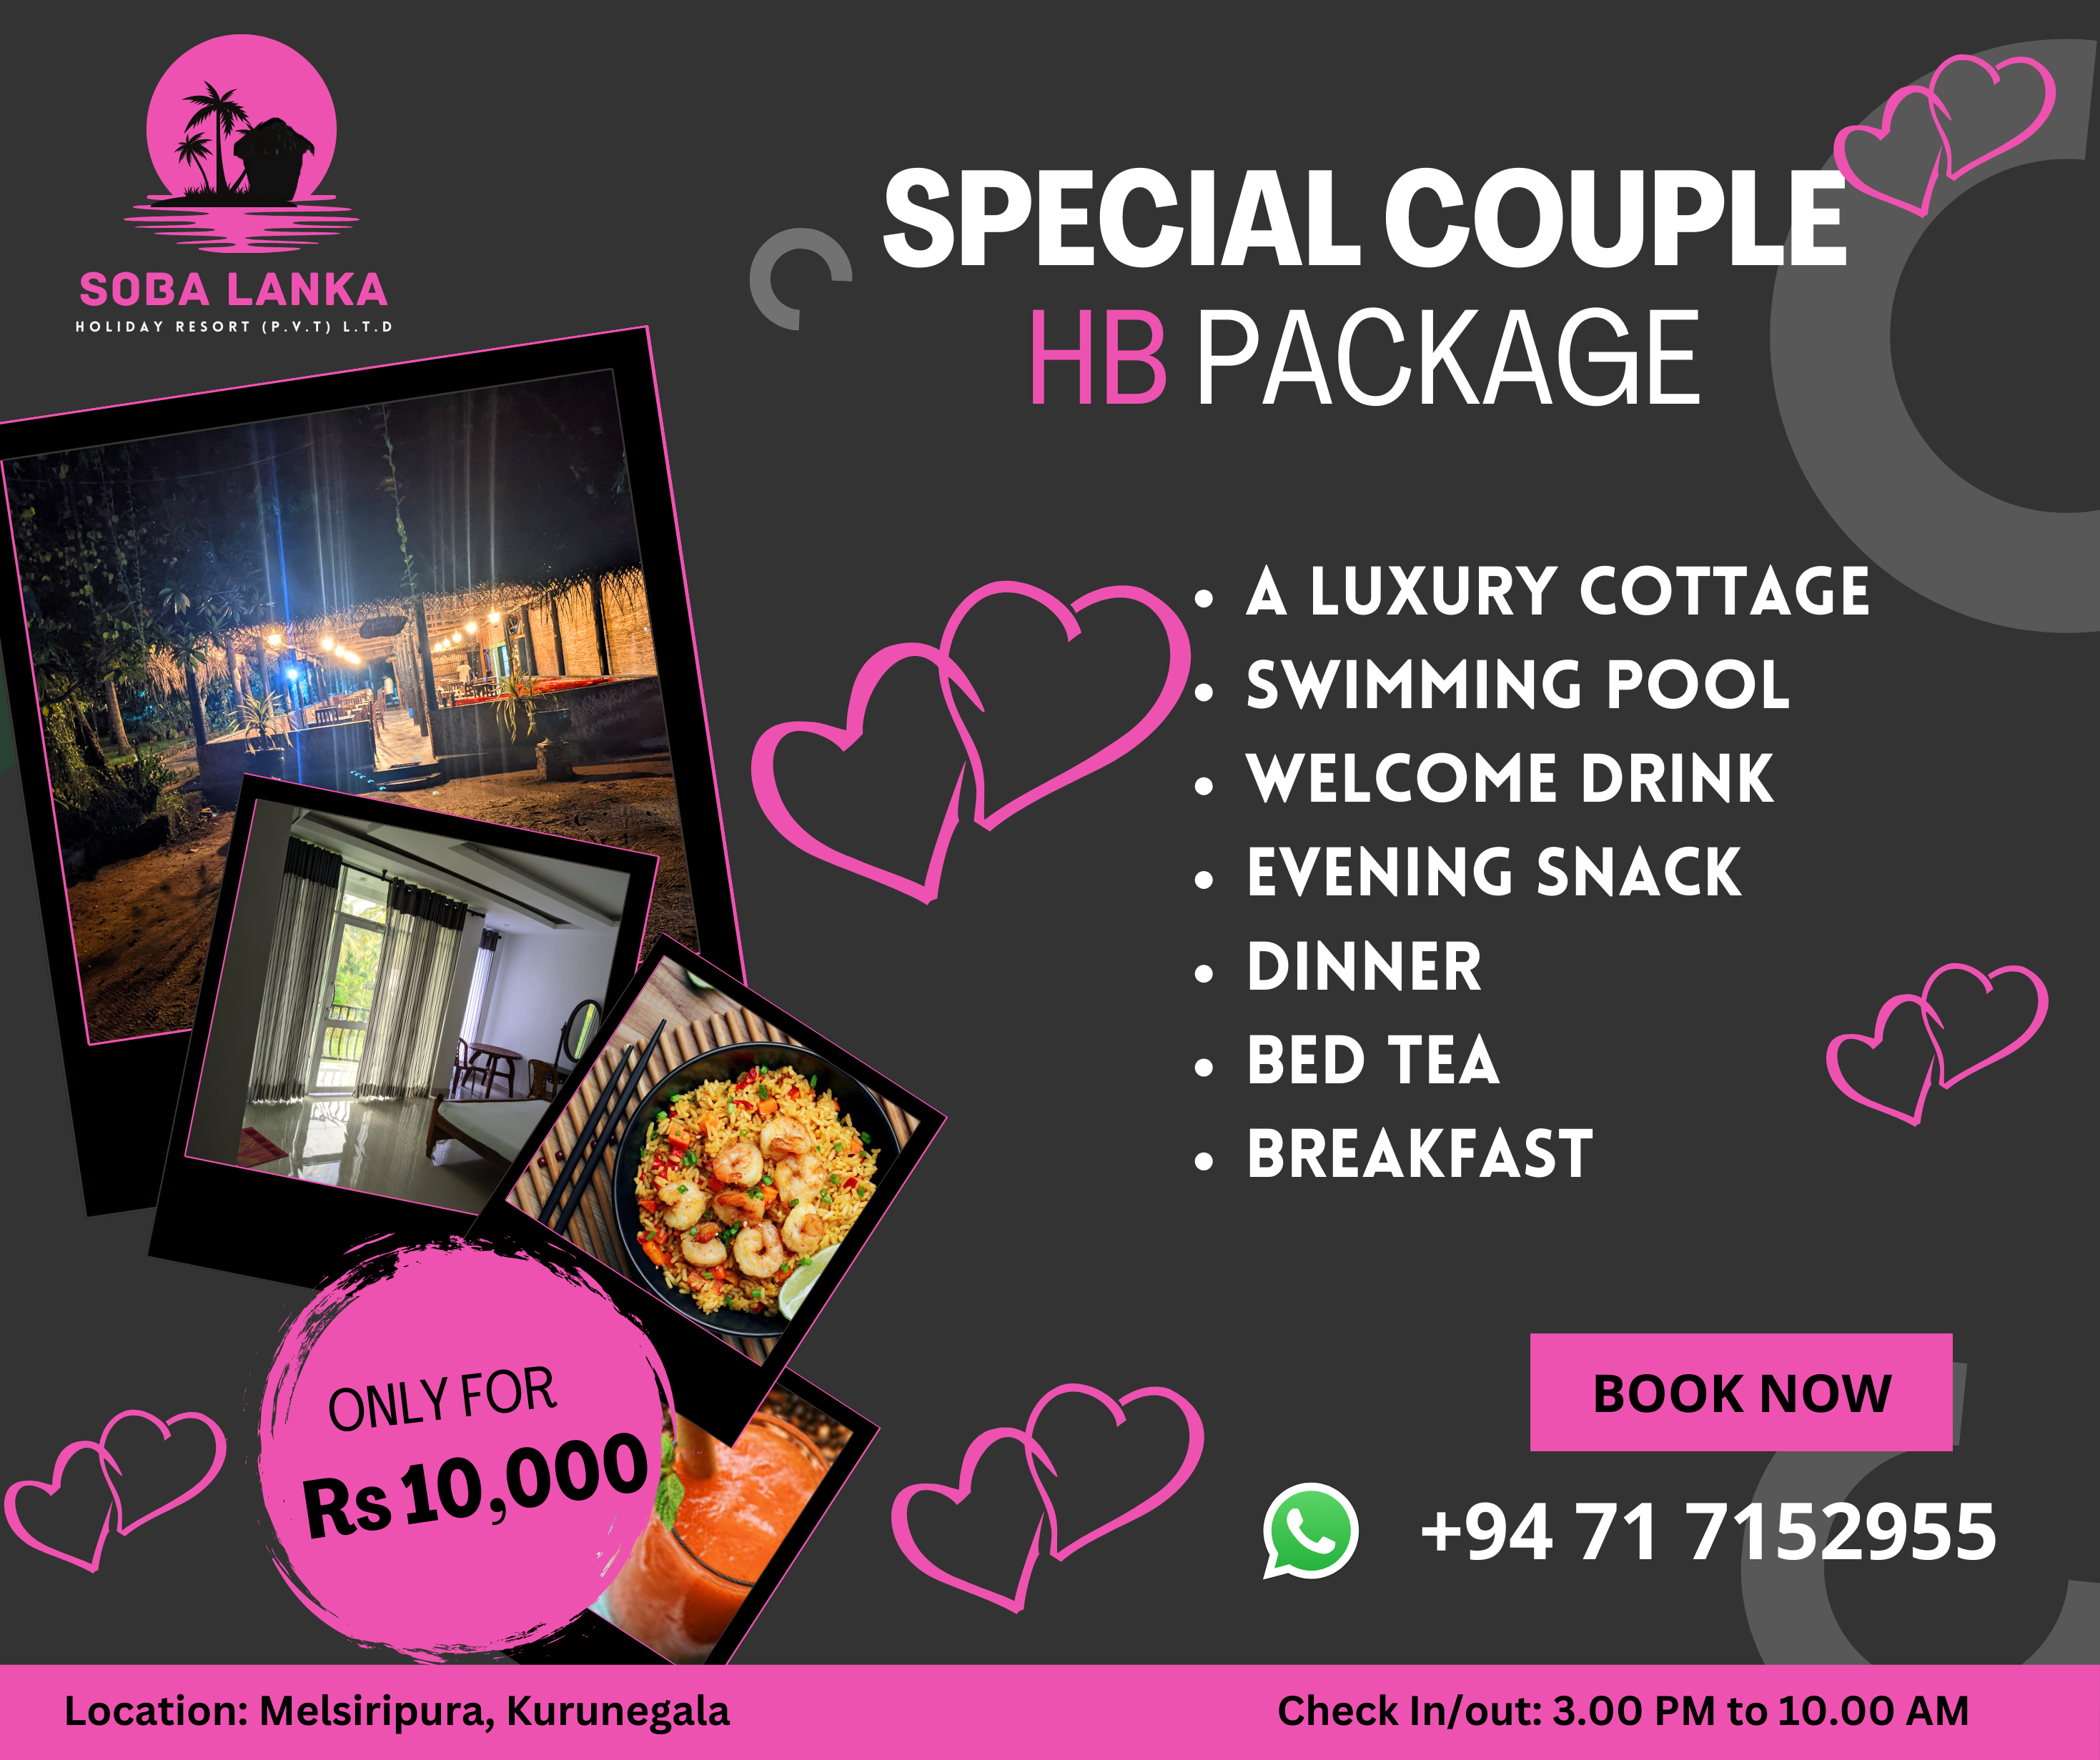 SOBA LANKA
HOLIDAY RESORT (P.V.T) L.T.D
SPECIAL COUPLE
HB PACKAGE
• A LUXURY COTTAGE
• SWIMMING POOL
• WELCOME DRINK
• EVENING SNACK
• DINNER
• BED TEA
• BREAKFAST
ONLY FOR
Rs 10,000
BOOK NOW
+94 71 7152955
Location: Melsiripura, Kurunegala
Check In/out: 3.00 PM to 10.00 AM